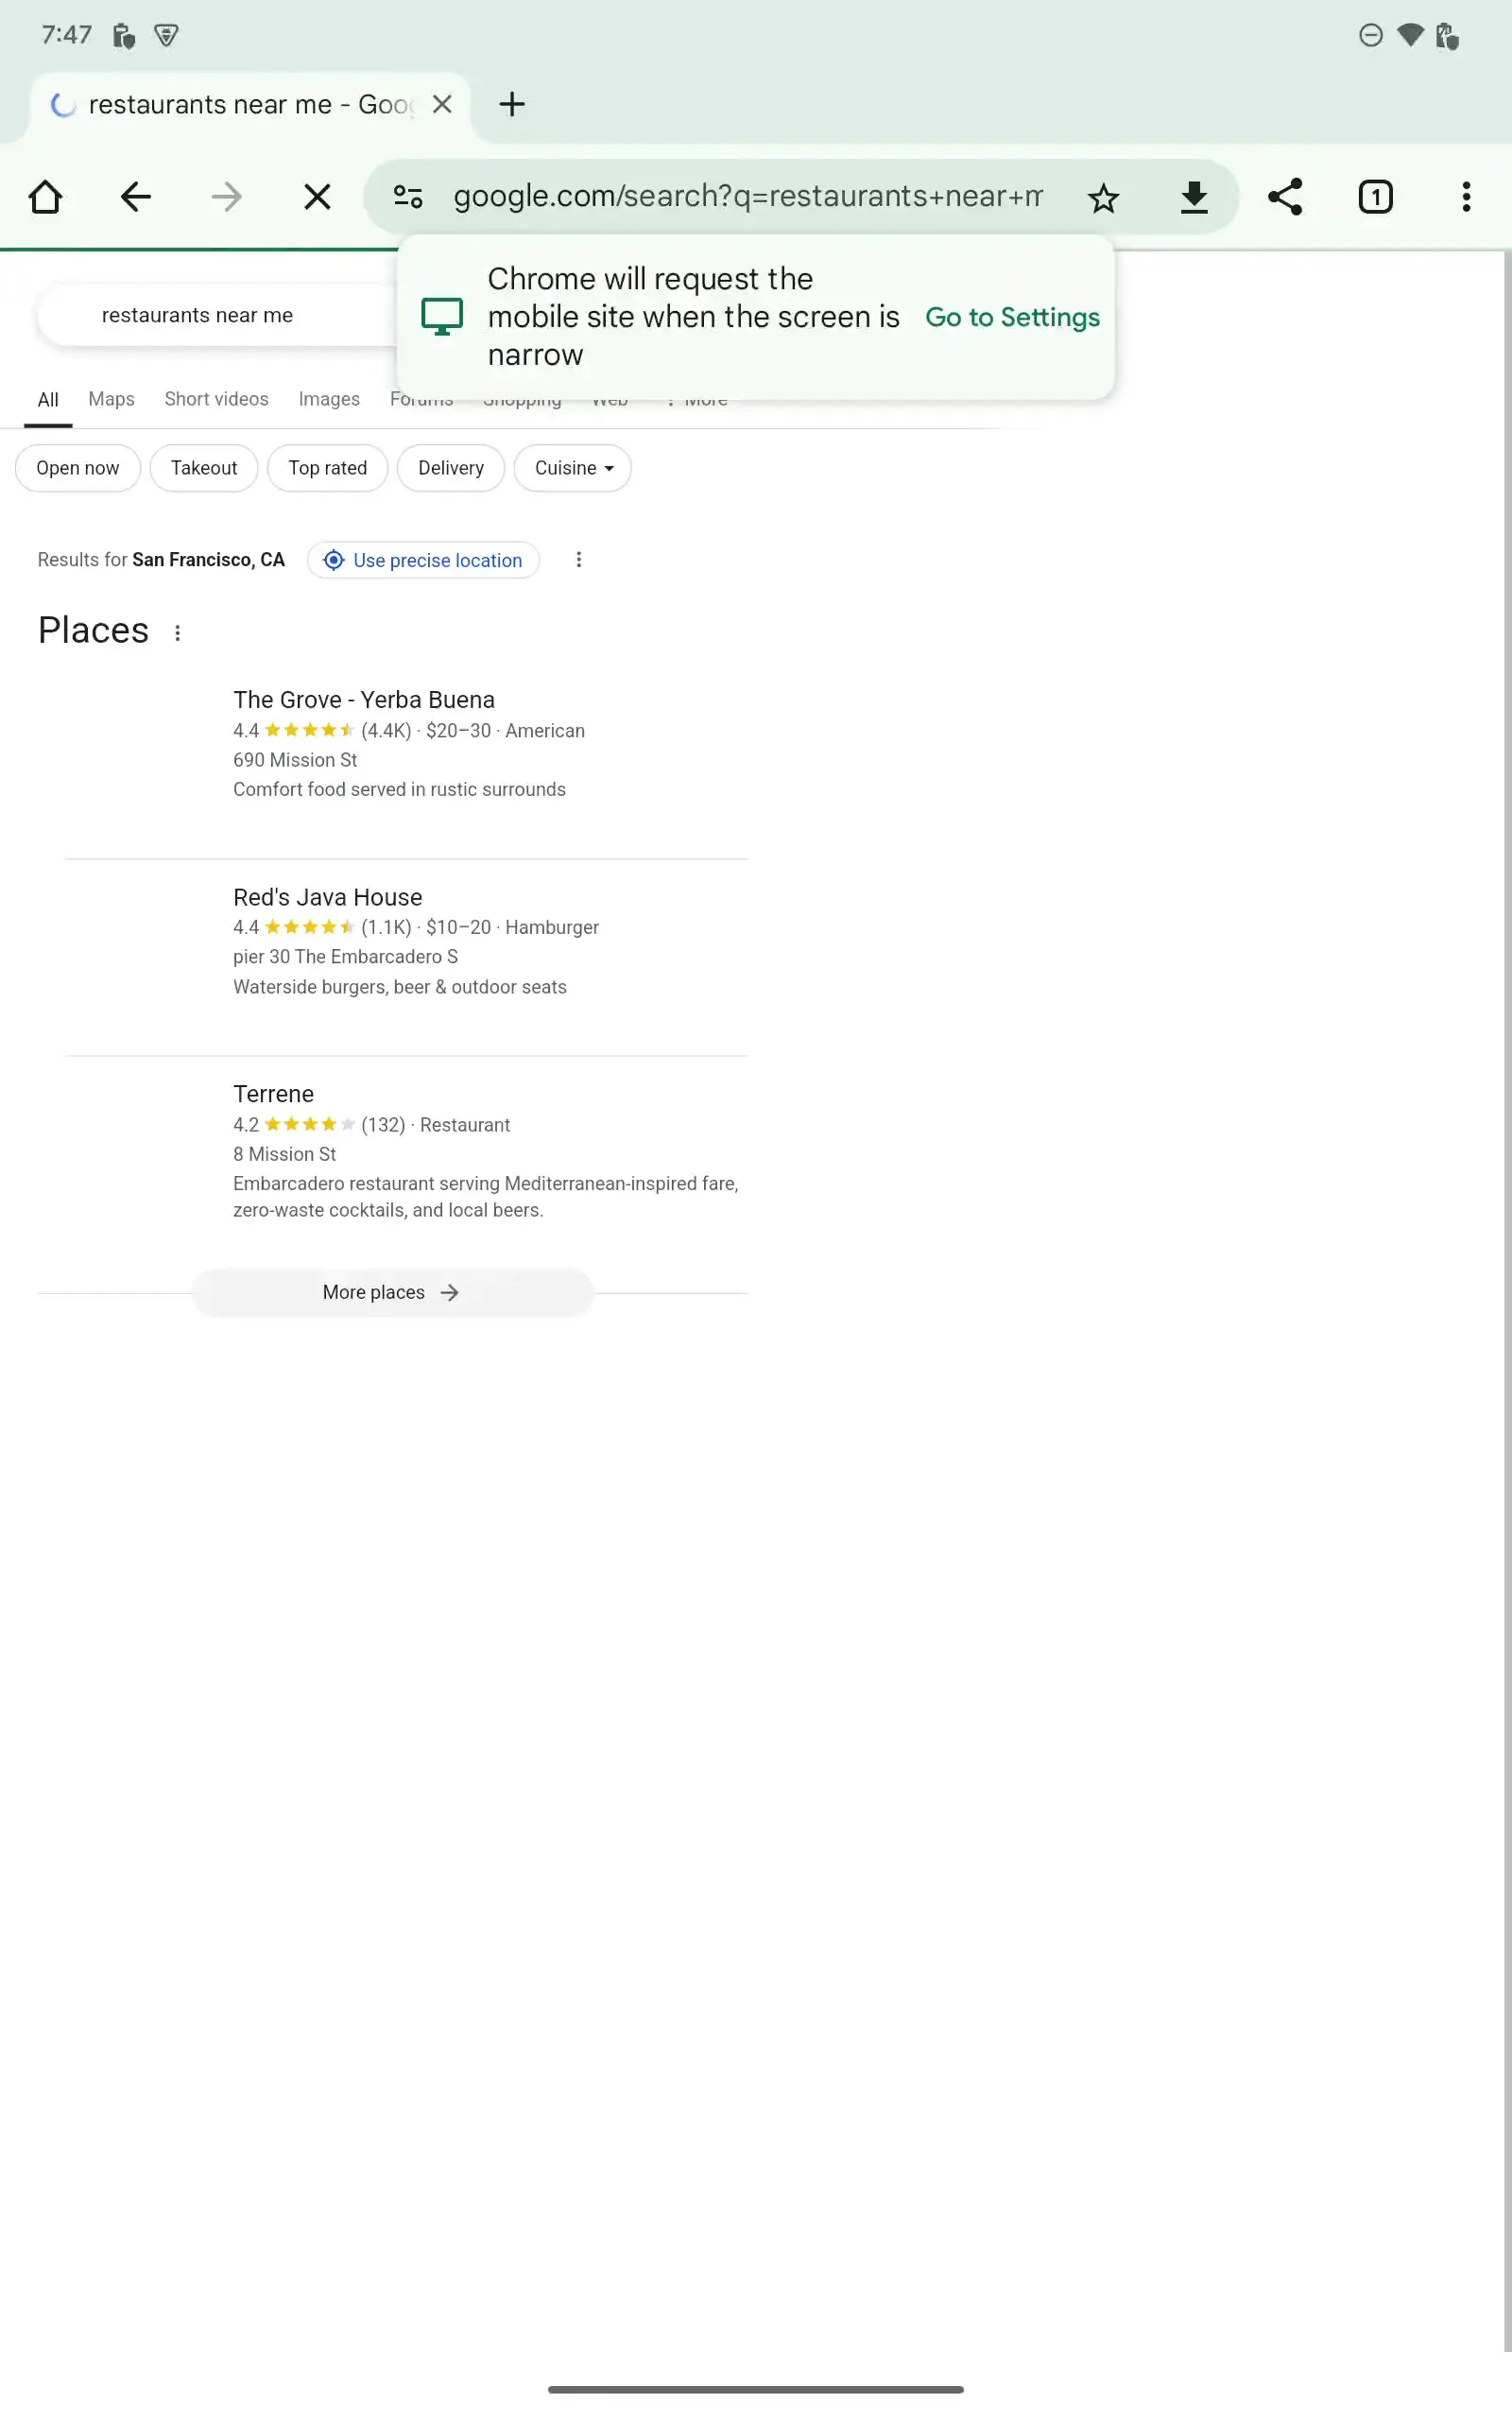 7:47
restaurants near me - Goo
google.com/search?q=restaurants+near+m
1
Chrome will request the
mobile site when the screen is
narrow
Go to Settings
restaurants near me
All Maps Short videos Images Forums Shopping Web More
Open now Takeout Top rated Delivery Cuisine
Results for San Francisco, CA Use precise location
Places
The Grove - Yerba Buena
4.4 (4.4K) · $20–30 · American
690 Mission St
Comfort food served in rustic surrounds
Red's Java House
4.4 (1.1K) · $10–20 · Hamburger
pier 30 The Embarcadero S
Waterside burgers, beer & outdoor seats
Terrene
4.2 (132) · Restaurant
8 Mission St
Embarcadero restaurant serving Mediterranean-inspired fare,
zero-waste cocktails, and local beers.
More places